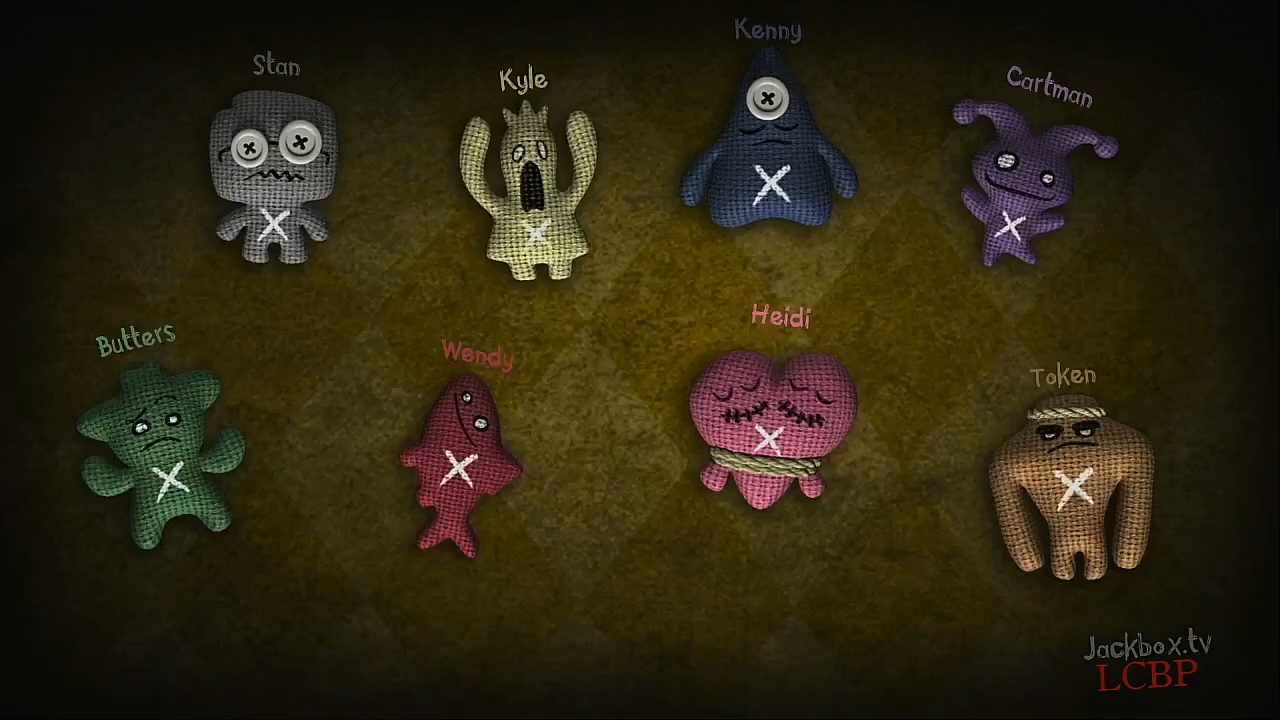 Stan
Kyle
Kenny
Cartman
Butters
Wendy
Heidi
Token
Jackbox.tv
LCBP